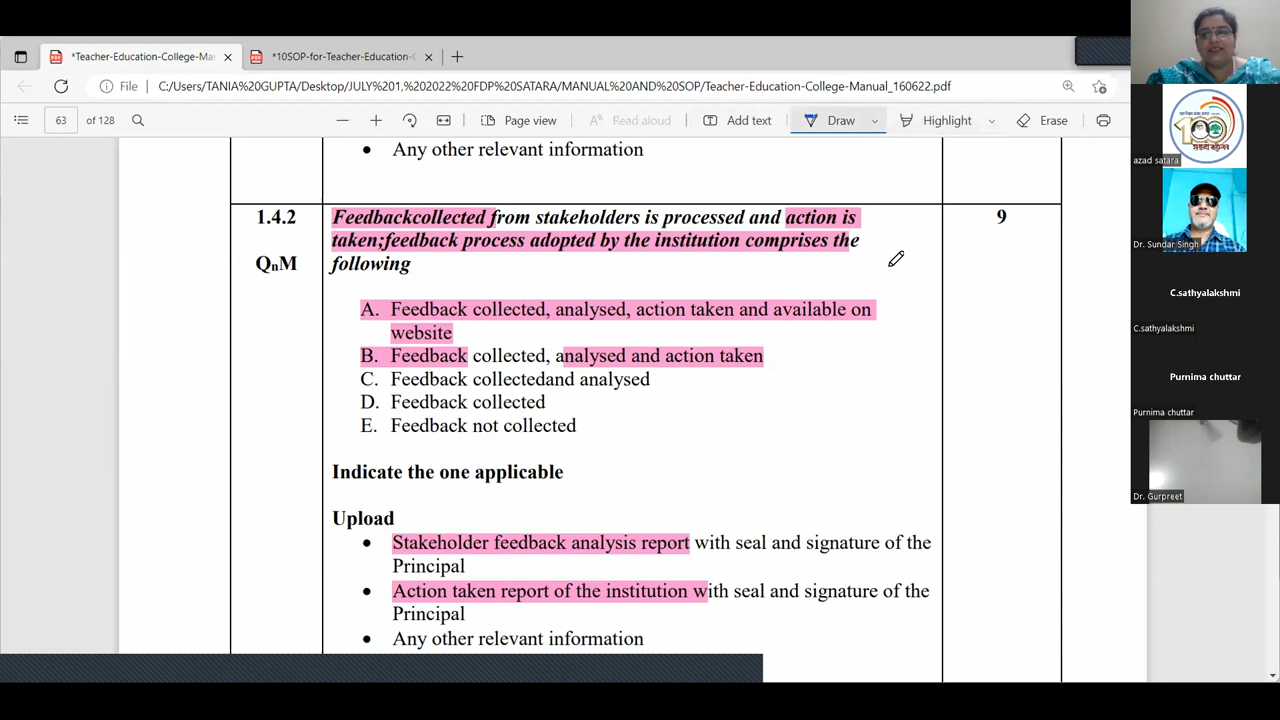 *Teacher-Education-College-Ma
*10SOP-for-Teacher-Education-
File
C:/Users/TANIA%20GUPTA/Desktop/JULY%201,%202022%20FDP%20SATARA/MANUAL%20AND%20SOP/Teacher-Education-College-Manual_160622.pdf
63 of 128
Page view
Read aloud
Add text
Draw
Highlight
Erase
• Any other relevant information
1.4.2
QnM
Feedbackcollected from stakeholders is processed and action is
taken;feedback process adopted by the institution comprises the
following
9
A. Feedback collected, analysed, action taken and available on
website
B. Feedback collected, analysed and action taken
C. Feedback collectedand analysed
D. Feedback collected
E. Feedback not collected
Indicate the one applicable
Upload
• Stakeholder feedback analysis report with seal and signature of the
Principal
• Action taken report of the institution with seal and signature of the
Principal
• Any other relevant information
100
azad satara
Dr. Sundar Singh
C.sathyalakshmi
C.sathyalakshmi
Purnima chuttar
Purnima chuttar
Dr. Gurpreet